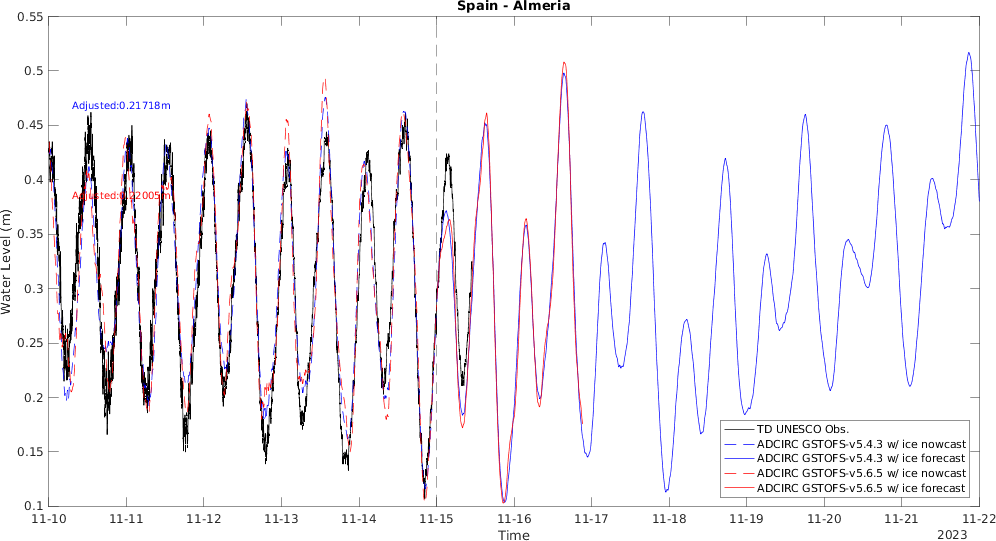 Spain - Almeria
0.55
0.5
0.45
0.4
0.35
0.3
0.25
0.2
0.15
0.1
Water Level (m)
Adjusted:0.21718m
Adjusted:0.22005m
TD UNESCO Obs.
ADCIRC GSTOFS-v5.4.3 w/ ice nowcast
ADCIRC GSTOFS-v5.4.3 w/ ice forecast
ADCIRC GSTOFS-v5.6.5 w/ ice nowcast
ADCIRC GSTOFS-v5.6.5 w/ ice forecast
11-10 11-11 11-12 11-13 11-14 11-15 11-16 11-17 11-18 11-19 11-20 11-21 11-22
Time
2023